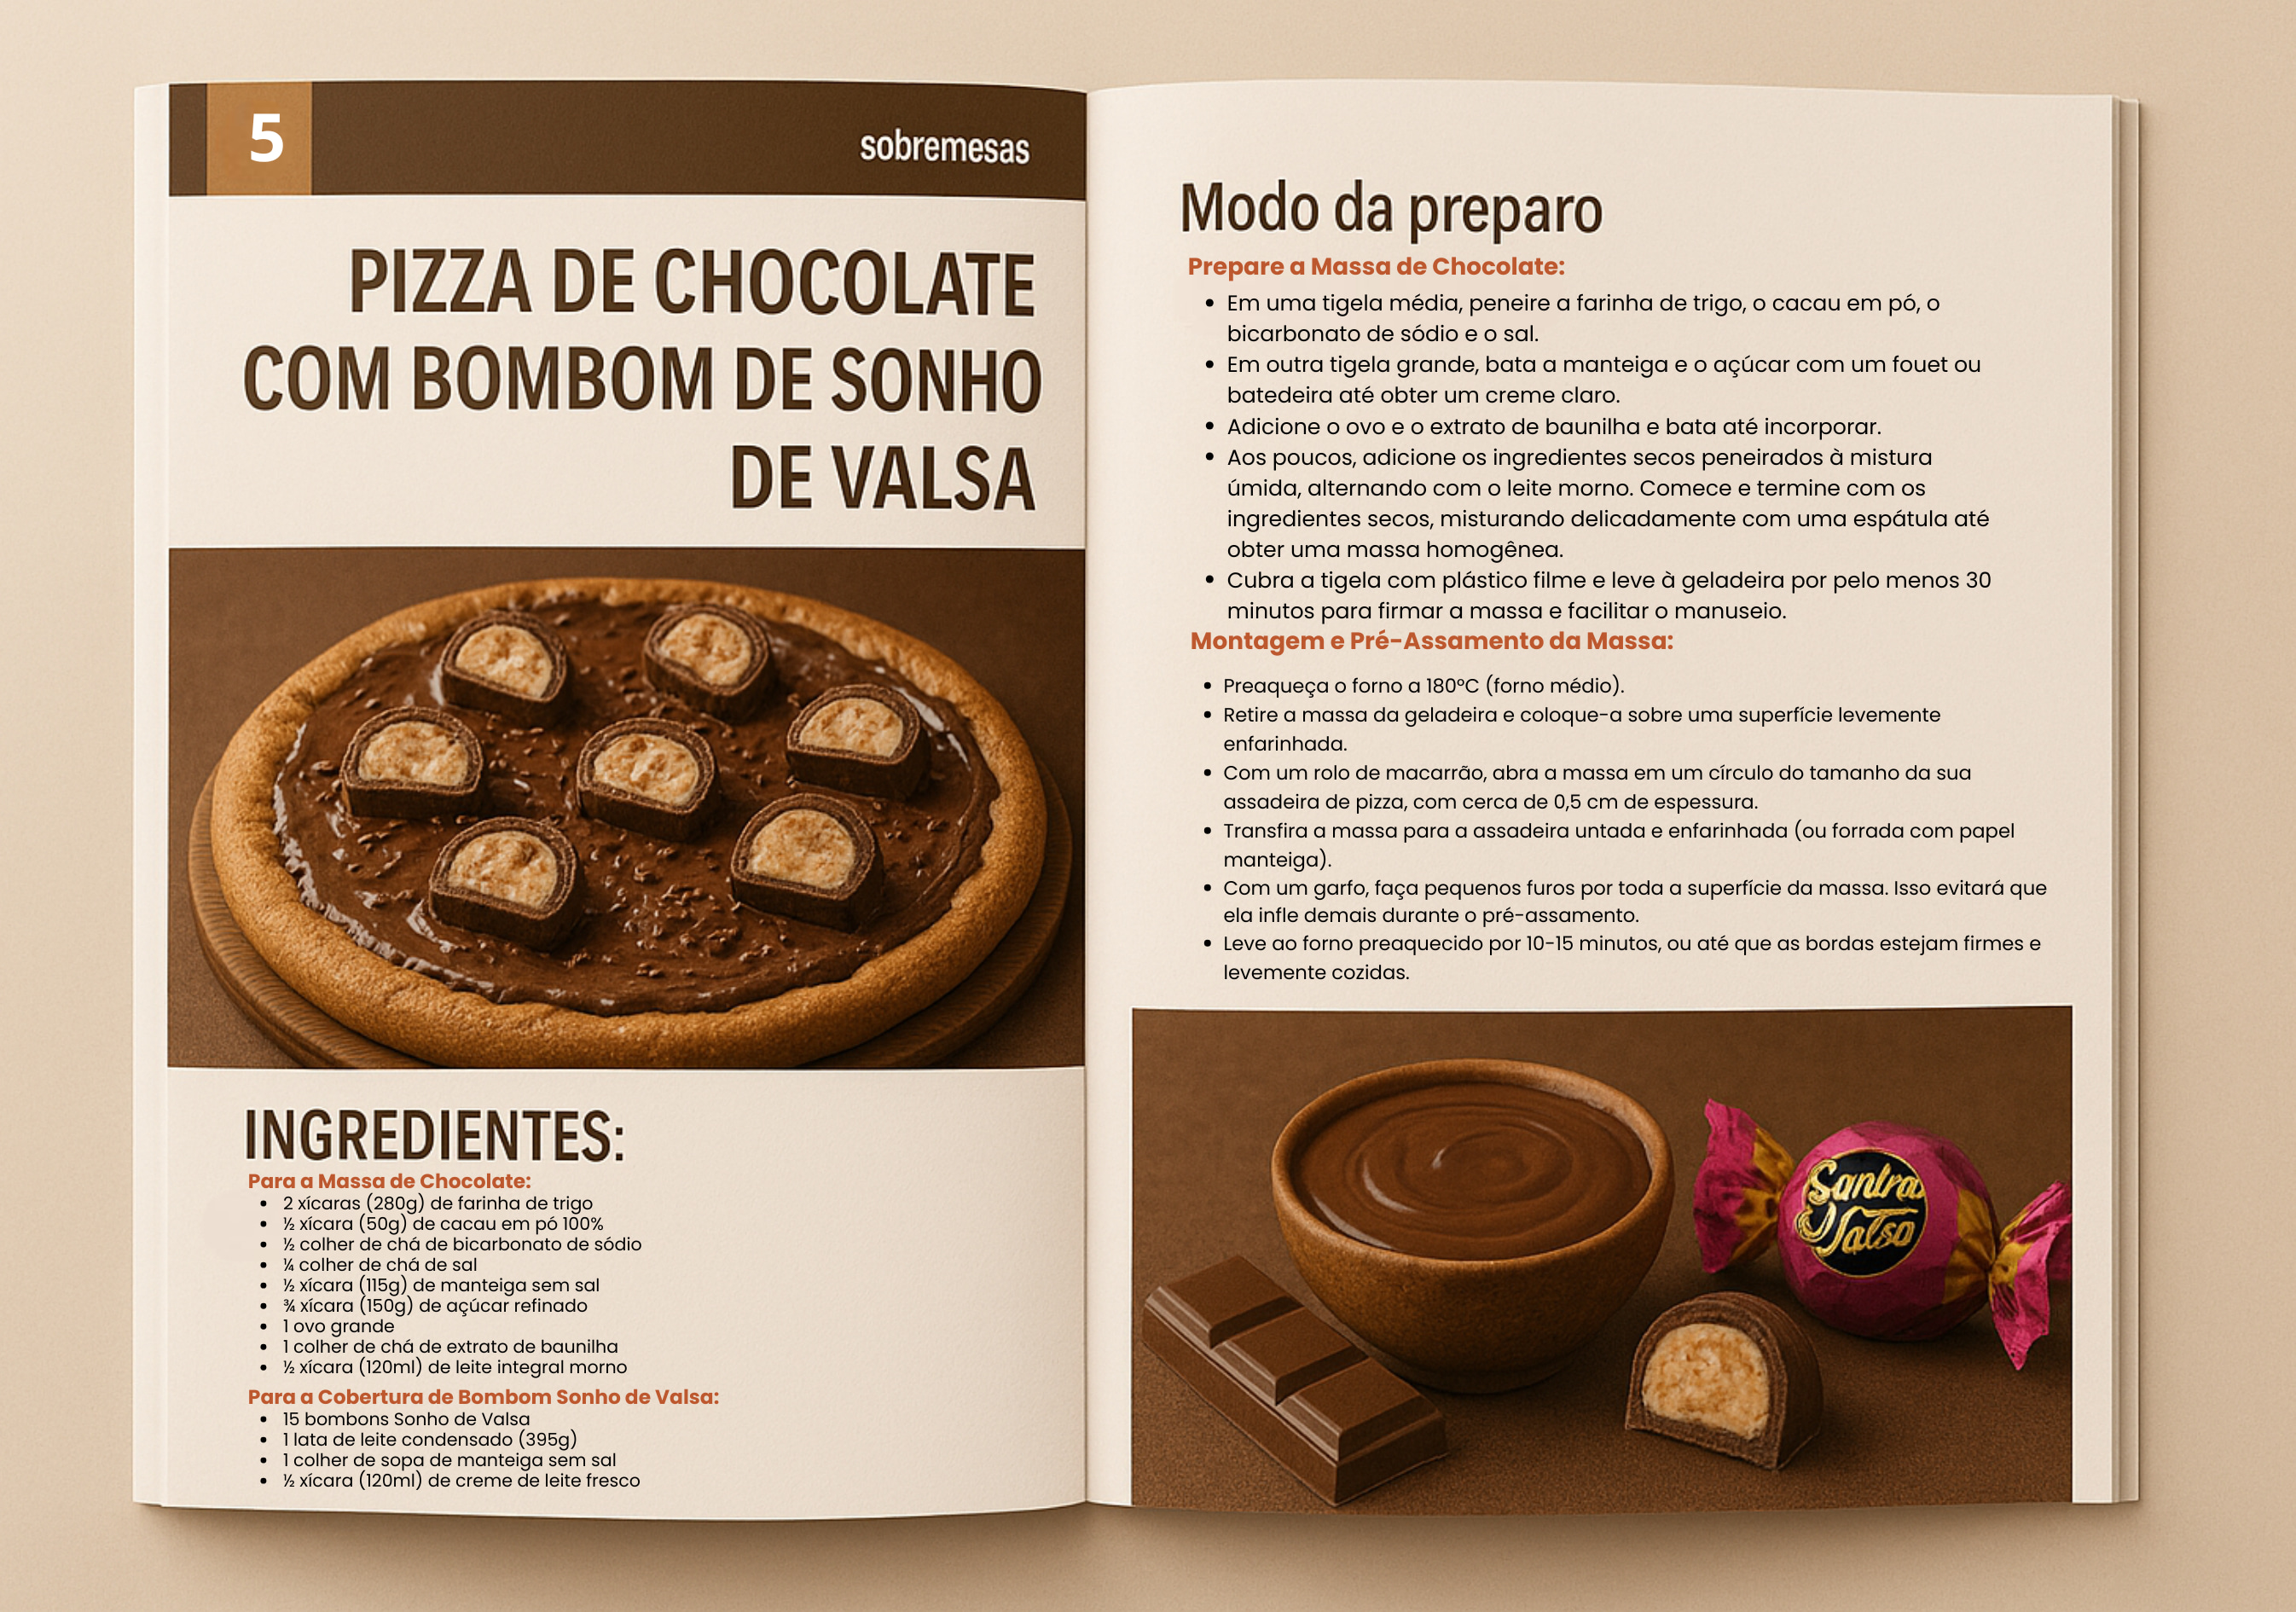 5
sobremesas
PIZZA DE CHOCOLATE
COM BOMBOM DE SONHO
DE VALSA
INGREDIENTES:
Para a Massa de Chocolate:
• 2 xícaras (280g) de farinha de trigo
• ½ xícara (50g) de cacau em pó 100%
• ½ colher de chá de bicarbonato de sódio
• ¼ colher de chá de sal
• ½ xícara (115g) de manteiga sem sal
• ¾ xícara (150g) de açúcar refinado
• 1 ovo grande
• 1 colher de chá de extrato de baunilha
• ½ xícara (120ml) de leite integral morno
Para a Cobertura de Bombom Sonho de Valsa:
• 15 bombons Sonho de Valsa
• 1 lata de leite condensado (395g)
• 1 colher de sopa de manteiga sem sal
• ½ xícara (120ml) de creme de leite fresco
Modo da preparo
Prepare a Massa de Chocolate:
• Em uma tigela média, peneire a farinha de trigo, o cacau em pó, o
bicarbonato de sódio e o sal.
• Em outra tigela grande, bata a manteiga e o açúcar com um fouet ou
batedeira até obter um creme claro.
• Adicione o ovo e o extrato de baunilha e bata até incorporar.
• Aos poucos, adicione os ingredientes secos peneirados à mistura
úmida, alternando com o leite morno. Comece e termine com os
ingredientes secos, misturando delicadamente com uma espátula até
obter uma massa homogênea.
• Cubra a tigela com plástico filme e leve à geladeira por pelo menos 30
minutos para firmar a massa e facilitar o manuseio.
Montagem e Pré-Assamento da Massa:
• Preaqueça o forno a 180°C (forno médio).
• Retire a massa da geladeira e coloque-a sobre uma superfície levemente
enfarinhada.
• Com um rolo de macarrão, abra a massa em um círculo do tamanho da sua
assadeira de pizza, com cerca de 0,5 cm de espessura.
• Transfira a massa para a assadeira untada e enfarinhada (ou forrada com papel
manteiga).
• Com um garfo, faça pequenos furos por toda a superfície da massa. Isso evitará que
ela infle demais durante o pré-assamento.
• Leve ao forno preaquecido por 10-15 minutos, ou até que as bordas estejam firmes e
levemente cozidas.